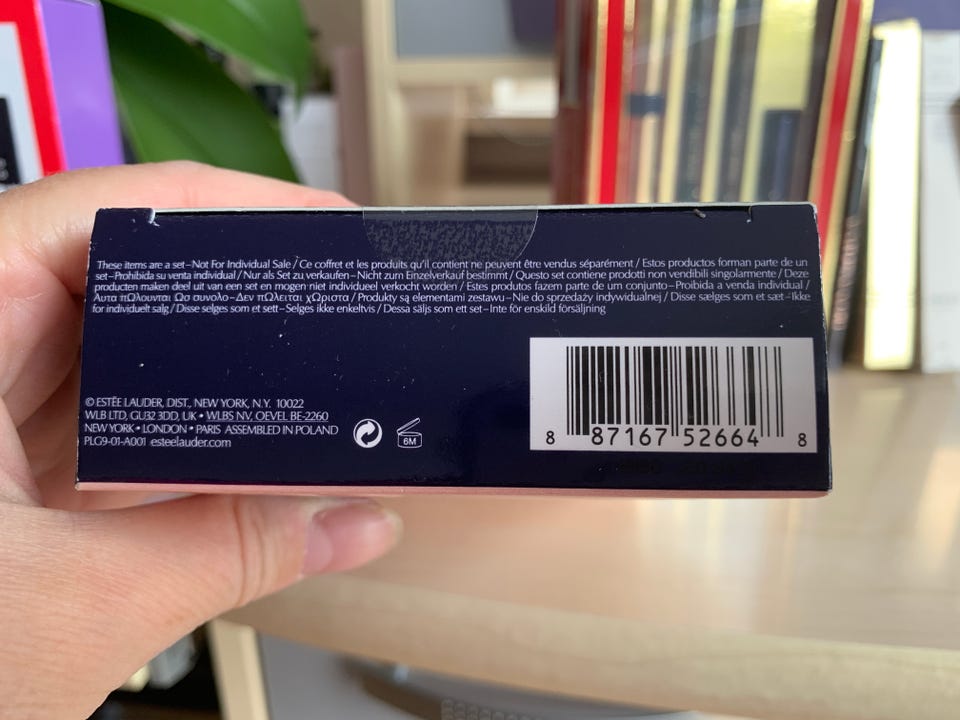 These items are a set–Not For Individual Sale / Ce coffret et les produits qu'il contient ne peuvent être vendus séparément / Estos productos forman parte de un
set–Prohibida su venta individual / Nur als Set zu verkaufen–Nicht zum Einzelverkauf bestimmt / Questo set contiene prodotti non vendibili singolarmente / Deze
producten maken deel uit van een set en mogen niet individueel verkocht worden / Estes produtos fazem parte de um conjunto–Proibida a venda individual /
Αυτα πΩλουνται Ωσ συνολο–Δεν πΩλειται χΩριστα / Produkty są elementami zestawu–Nie do sprzedaży indywidualnej / Disse sælges som et sæt–Ikke
for individuelt salg / Disse selges som et sett–Selges ikke enkeltvis / Dessa säljs som ett set–Inte för enskild försäljning
© ESTĒE LAUDER, DIST., NEW YORK, N.Y. 10022
WLB LTD, GU32 3DD, UK • WLBS NV, OEVEL BE-2260
NEW YORK • LONDON • PARIS ASSEMBLED IN POLAND
PLG9-01-A001 esteelauder.com
6M
8 87167 52664 8